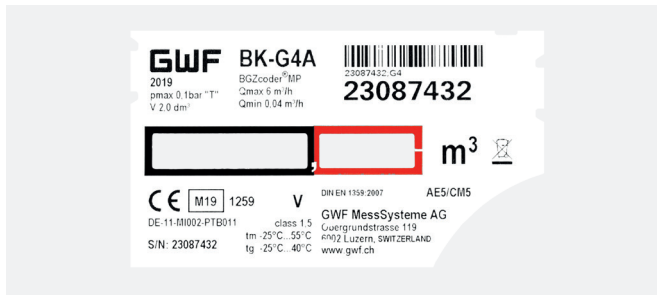 GWF BK-G4A
2019
pmax 0,1bar "T"
V 2.0 dm³
BGZcoder®MP
Qmax 6 m³/h
Qmin 0,04 m³/h
23087432,G4
23087432
,
m³
CE M19 1259 V
DE-11-MI002-PTB011
S/N: 23087432
class 1,5
tm -25°C...55°C
tg -25°C...40°C
DIN EN 1359:2007
AE5/CM5
GWF MessSysteme AG
Obergrundstrasse 119
6002 Luzern, SWITZERLAND
www.gwf.ch